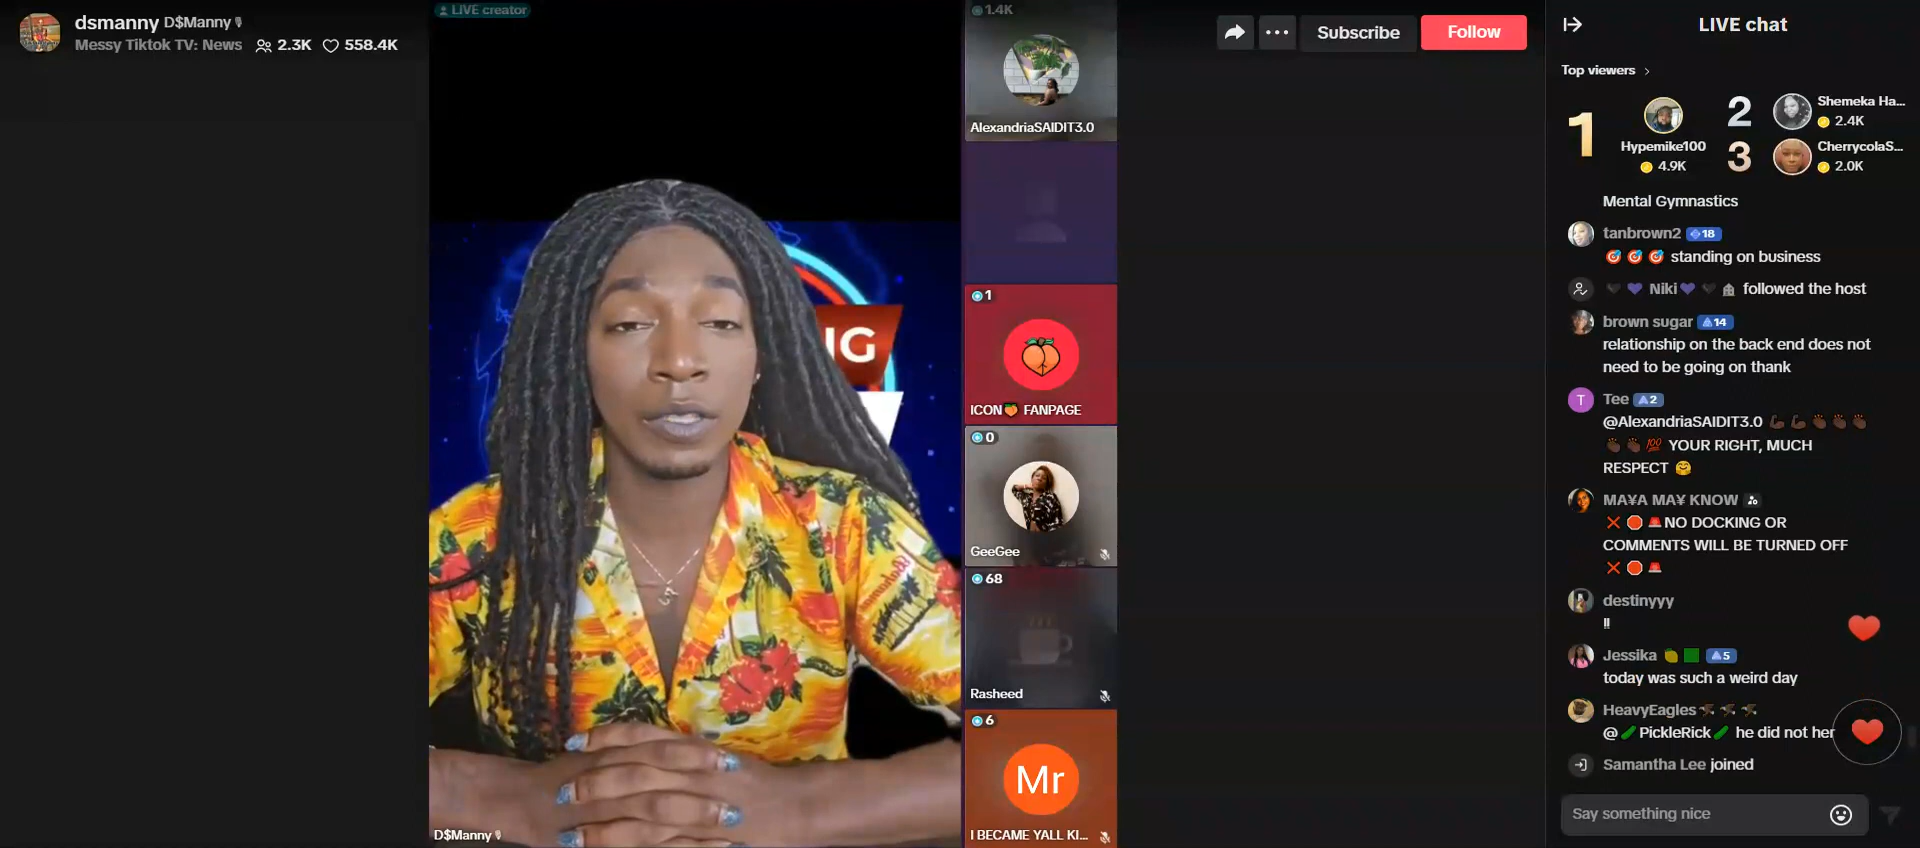 dsmanny D$Manny
Messy Tiktok TV: News 2.3K 558.4K
LIVE creator
NG
Bahamas
D$Manny
1.4K
AlexandriaSAIDIT3.0
1
ICON🍑 FANPAGE
0
GeeGee
68
Rasheed
6
Mr
I BECAME YALL KI...
Subscribe
Follow
LIVE chat
Top viewers >
1
Hypemike100
4.9K
2
Shemeka Ha...
2.4K
3
CherrycolaS...
2.0K
Mental Gymnastics
tanbrown2 18
🎯 🎯 🎯 standing on business
🖤 💜 Niki 💜 🖤 🏠 followed the host
brown sugar 14
relationship on the back end does not
need to be going on thank
T
Tee 2
@AlexandriaSAIDIT3.0 💪🏿 💪🏿 👏🏿 👏🏿 👏🏿
👏🏿 👏🏿 💯 YOUR RIGHT, MUCH
RESPECT 🤗
MA¥A MA¥ KNOW
❌ 🛑 🚨NO DOCKING OR
COMMENTS WILL BE TURNED OFF
❌ 🛑 🚨
destinyyy
‼
Jessika 🍋 🟩 5
today was such a weird day
HeavyEagles 🦅 🦅 🦅
@🥒PickleRick🥒 he did not her
Samantha Lee joined
Say something nice